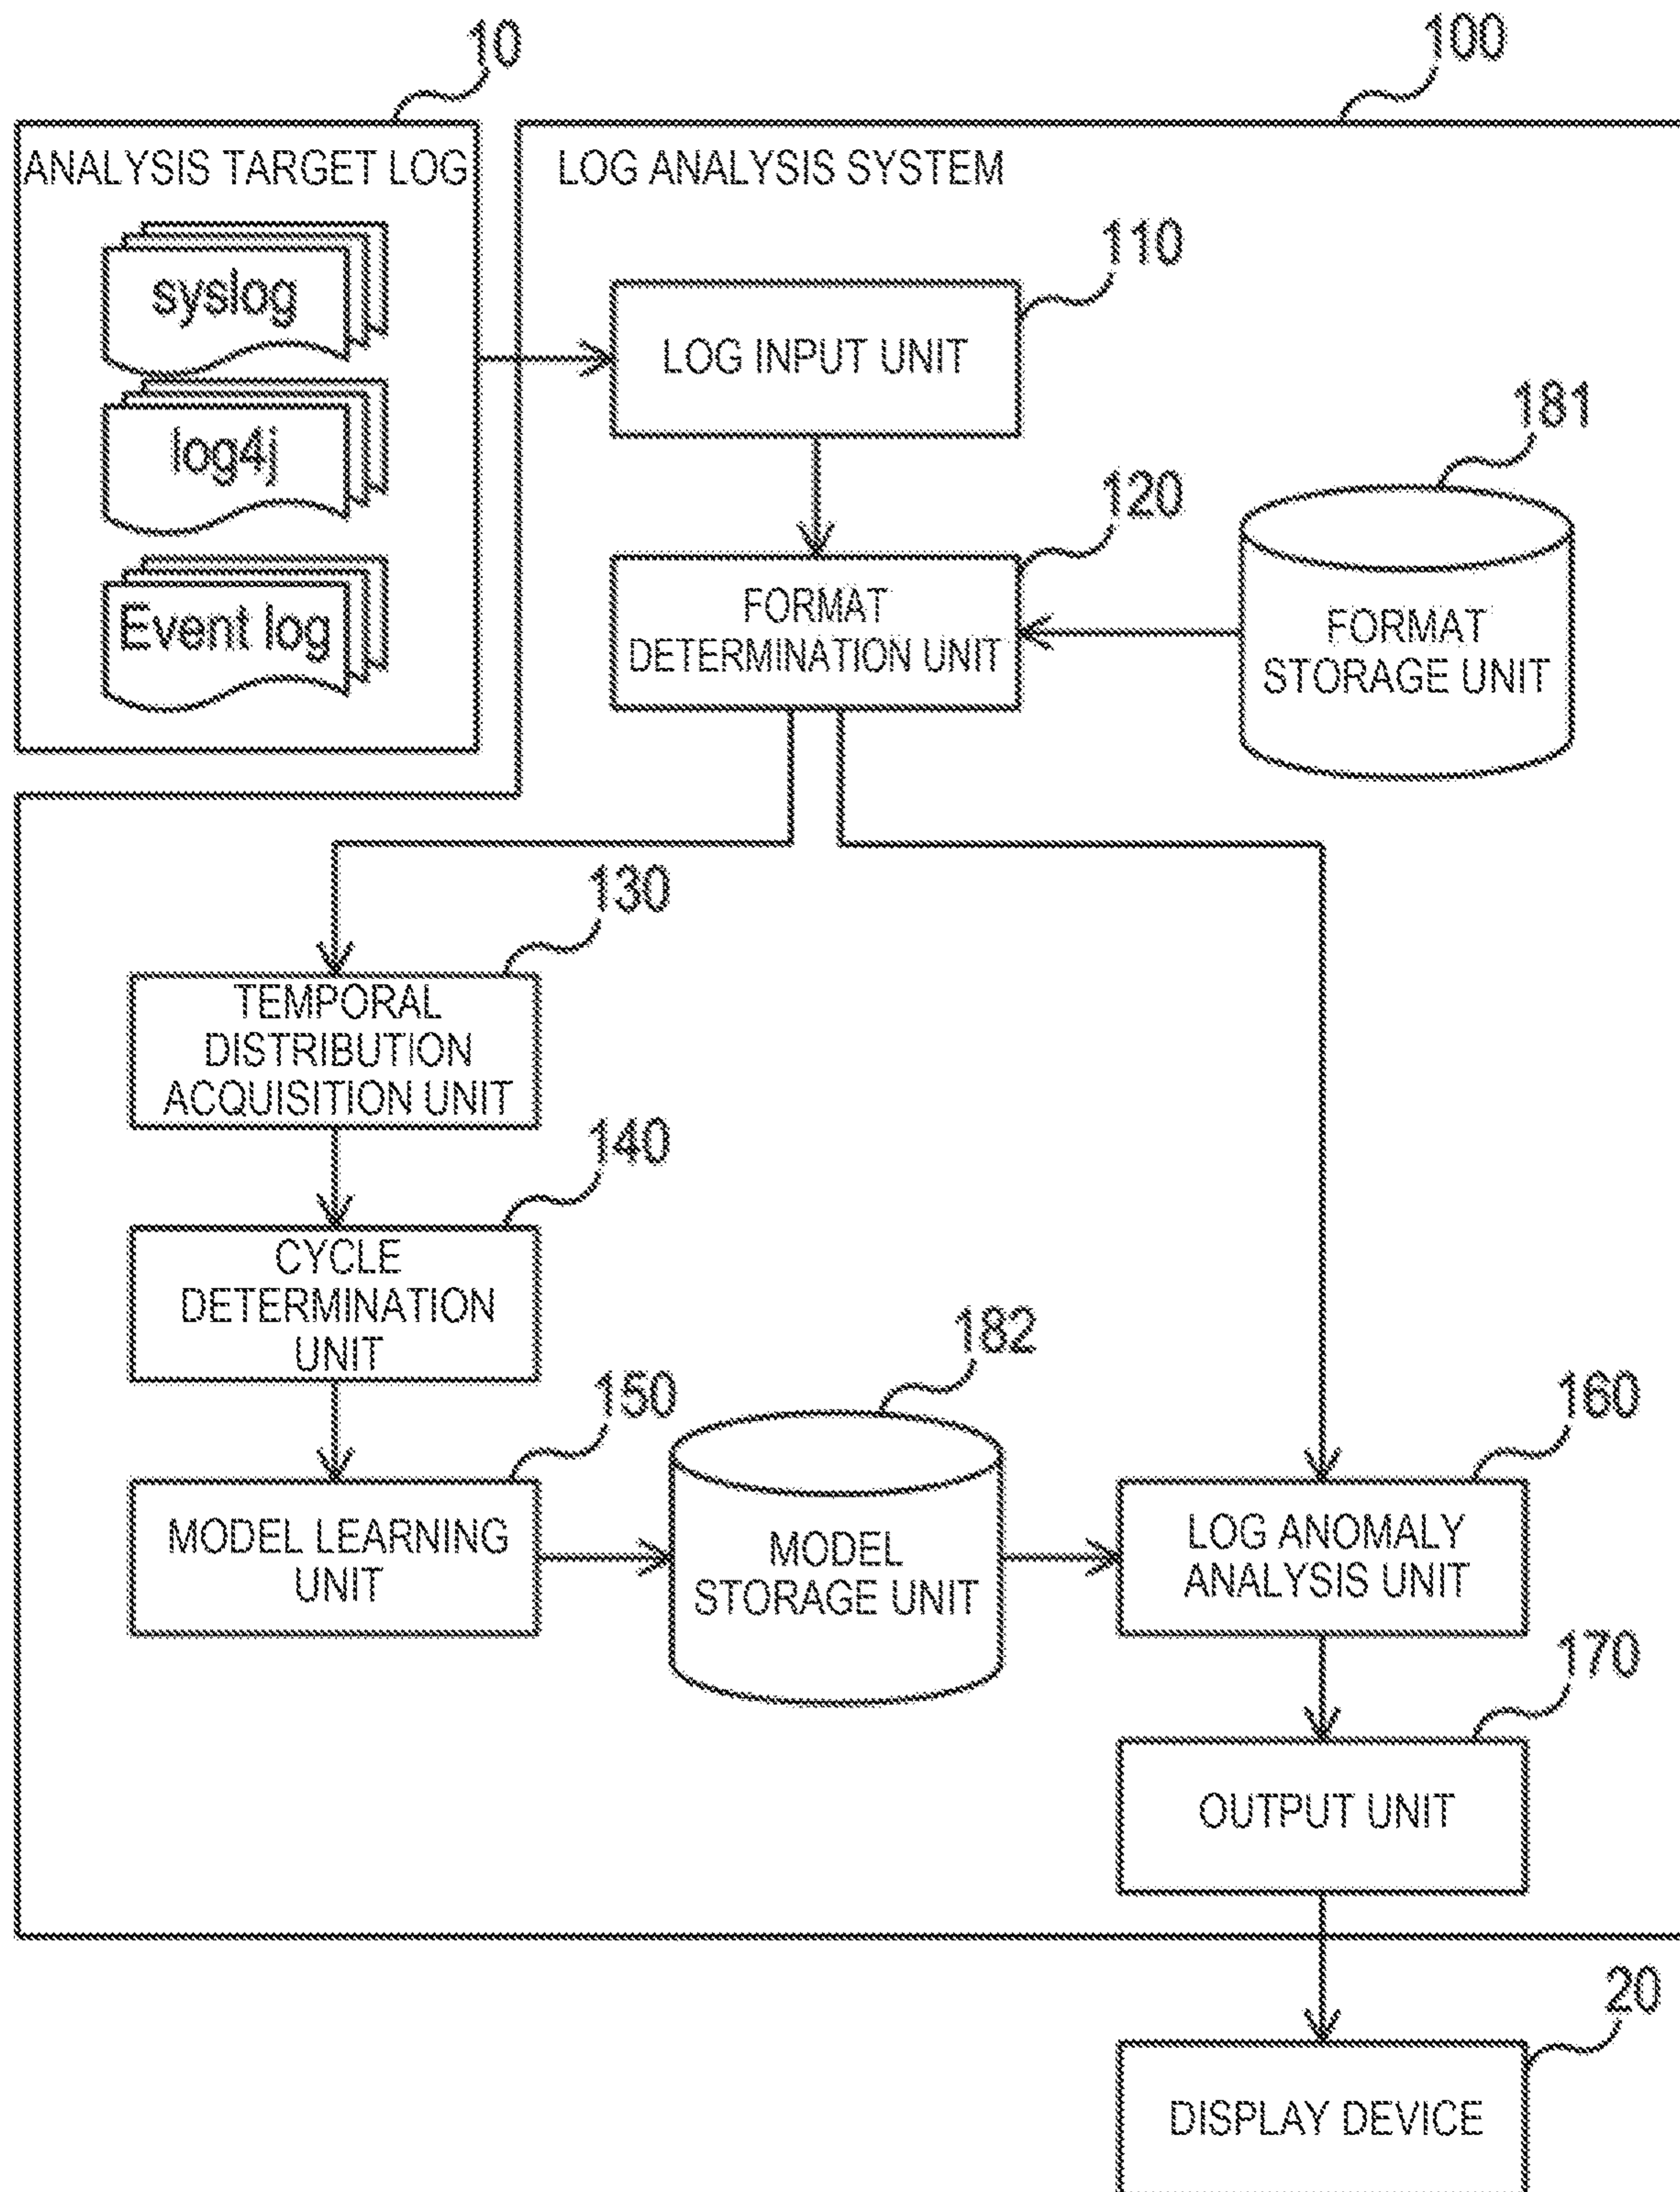 10
100
ANALYSIS TARGET LOG
LOG ANALYSIS SYSTEM
syslog
log4j
Event log
110
LOG INPUT UNIT
181
120
FORMAT
DETERMINATION UNIT
FORMAT
STORAGE UNIT
130
TEMPORAL
DISTRIBUTION
ACQUISITION UNIT
140
CYCLE
DETERMINATION
UNIT
150
MODEL LEARNING
UNIT
182
MODEL
STORAGE UNIT
160
LOG ANOMALY
ANALYSIS UNIT
170
OUTPUT UNIT
20
DISPLAY DEVICE